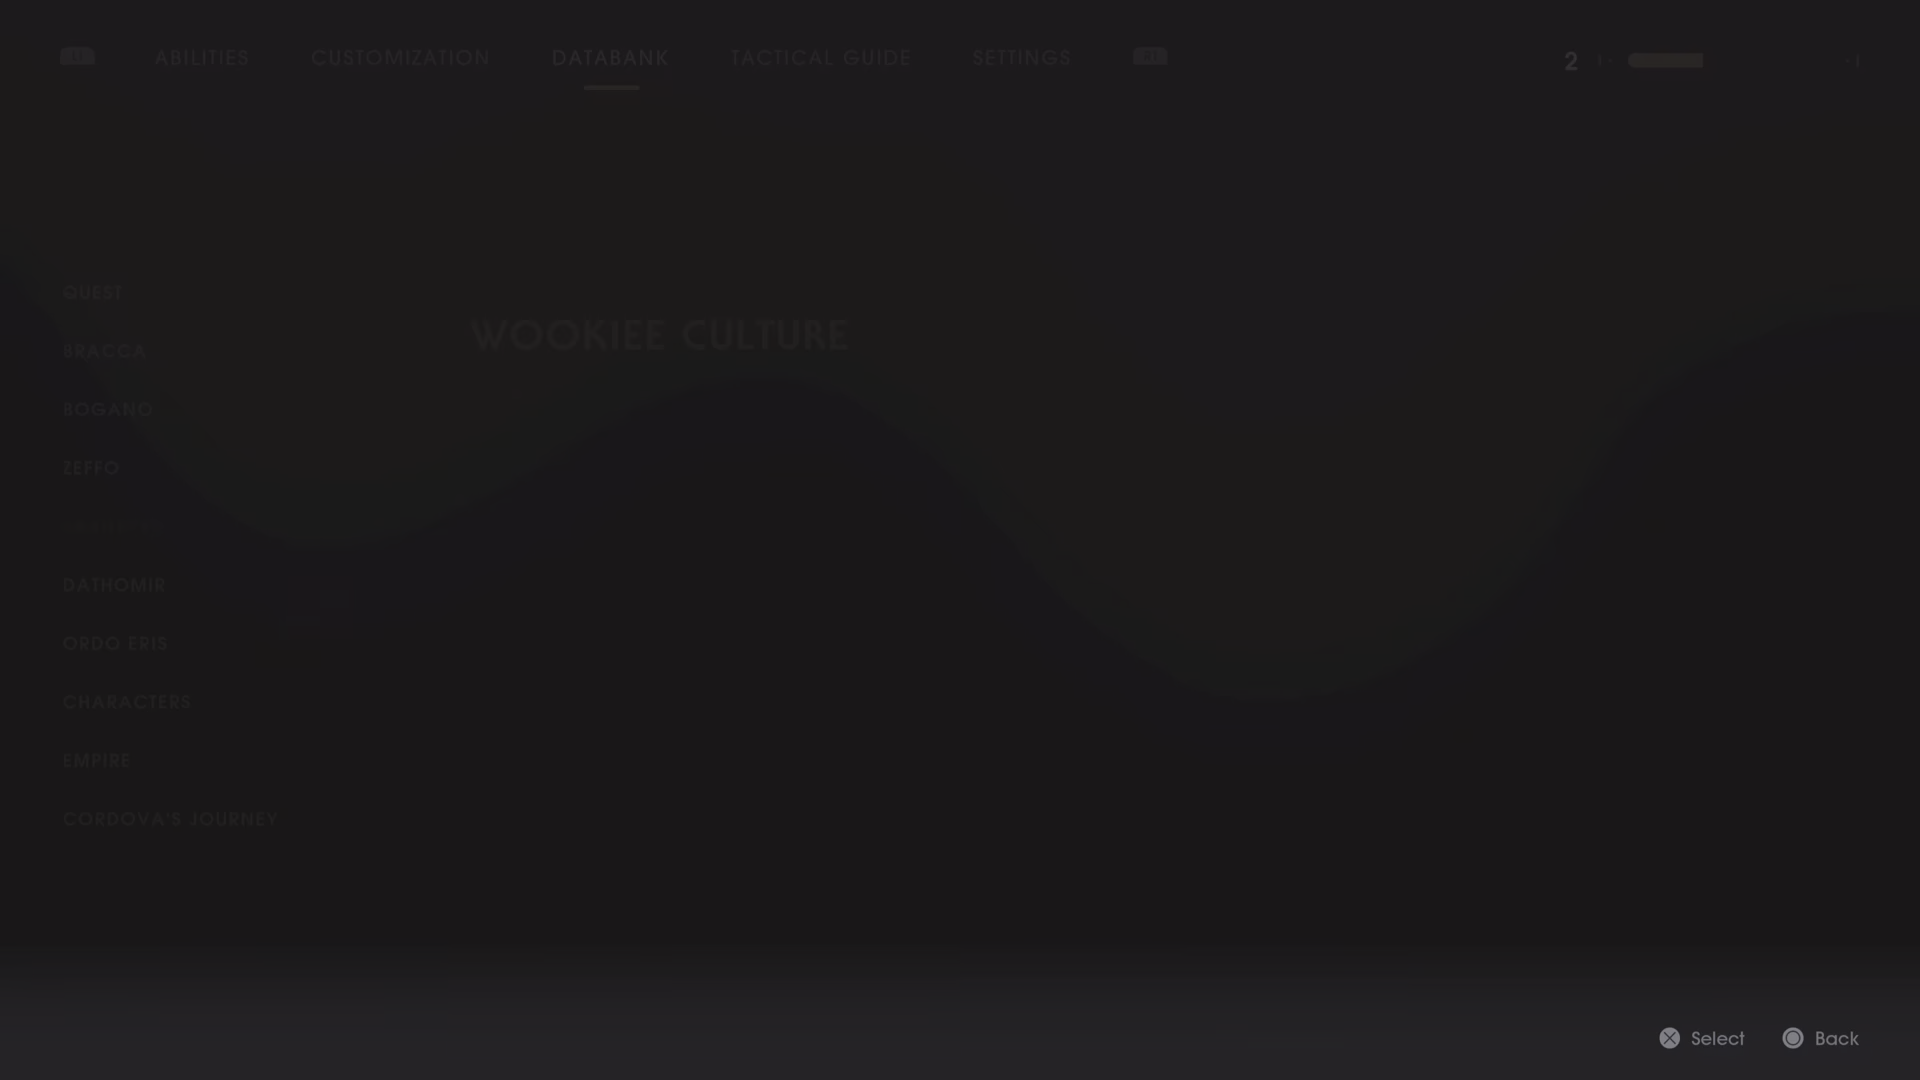 ABILITIES CUSTOMIZATION DATABANK TACTICAL GUIDE SETTINGS 2
QUEST
WOOKIEE CULTURE
BRACCA
BOGANO
ZEFFO
DATHOMIR
ORDO ERIS
CHARACTERS
EMPIRE
CORDOVA'S JOURNEY
Select Back